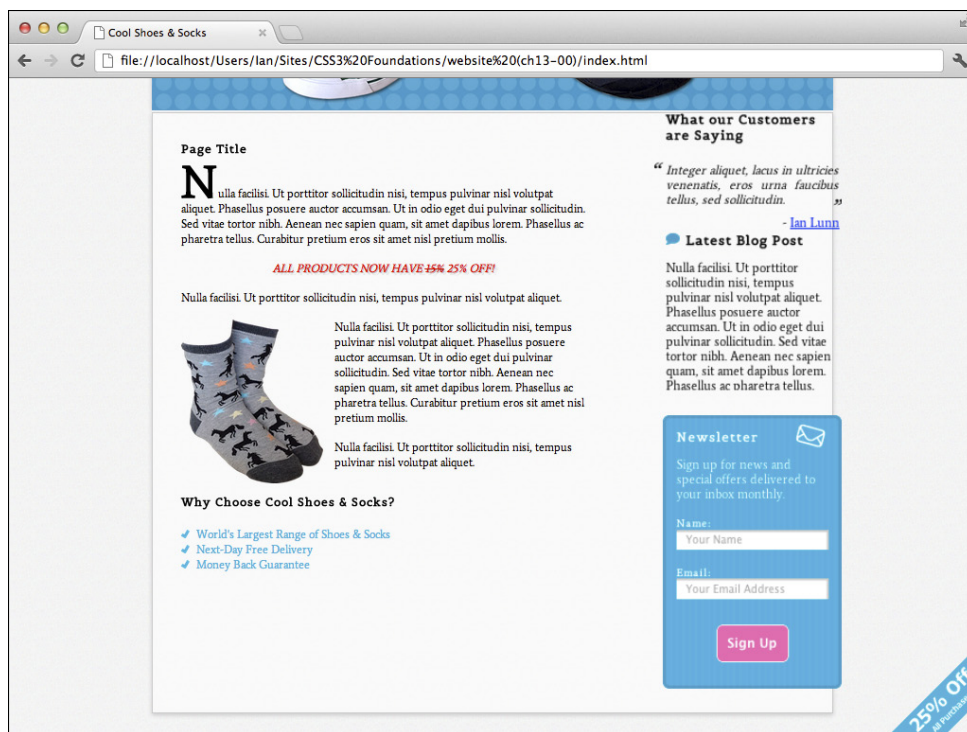 Cool Shoes & Socks
file://localhost/Users/Ian/Sites/CSS3%20Foundations/website%20(ch13-00)/index.html
Page Title
Nulla facilisi. Ut porttitor sollicitudin nisi, tempus pulvinar nisl volutpat
aliquet. Phasellus posuere auctor accumsan. Ut in odio eget dui pulvinar sollicitudin.
Sed vitae tortor nibh. Aenean nec sapien quam, sit amet dapibus lorem. Phasellus ac
pharetra tellus. Curabitur pretium eros sit amet nisl pretium mollis.
ALL PRODUCTS NOW HAVE 15% 25% OFF!
Nulla facilisi. Ut porttitor sollicitudin nisi, tempus pulvinar nisl volutpat aliquet.
Nulla facilisi. Ut porttitor sollicitudin nisi, tempus
pulvinar nisl volutpat aliquet. Phasellus posuere
auctor accumsan. Ut in odio eget dui pulvinar
sollicitudin. Sed vitae tortor nibh. Aenean nec
sapien quam, sit amet dapibus lorem. Phasellus ac
pharetra tellus. Curabitur pretium eros sit amet nisl
pretium mollis.
Nulla facilisi. Ut porttitor sollicitudin nisi, tempus
pulvinar nisl volutpat aliquet.
Why Choose Cool Shoes & Socks?
World's Largest Range of Shoes & Socks
Next-Day Free Delivery
Money Back Guarantee
What our Customers
are Saying
“ Integer aliquet, lacus in ultricies
venenatis, eros urna faucibus
tellus, sed sollicitudin. ”
- Ian Lunn
Latest Blog Post
Nulla facilisi. Ut porttitor
sollicitudin nisi, tempus
pulvinar nisl volutpat aliquet.
Phasellus posuere auctor
accumsan. Ut in odio eget dui
pulvinar sollicitudin. Sed vitae
tortor nibh. Aenean nec sapien
quam, sit amet dapibus lorem.
Phasellus ac pharetra tellus.
Newsletter
Sign up for news and
special offers delivered to
your inbox monthly.
Name:
Your Name
Email:
Your Email Address
Sign Up
25% Off
All Purchase